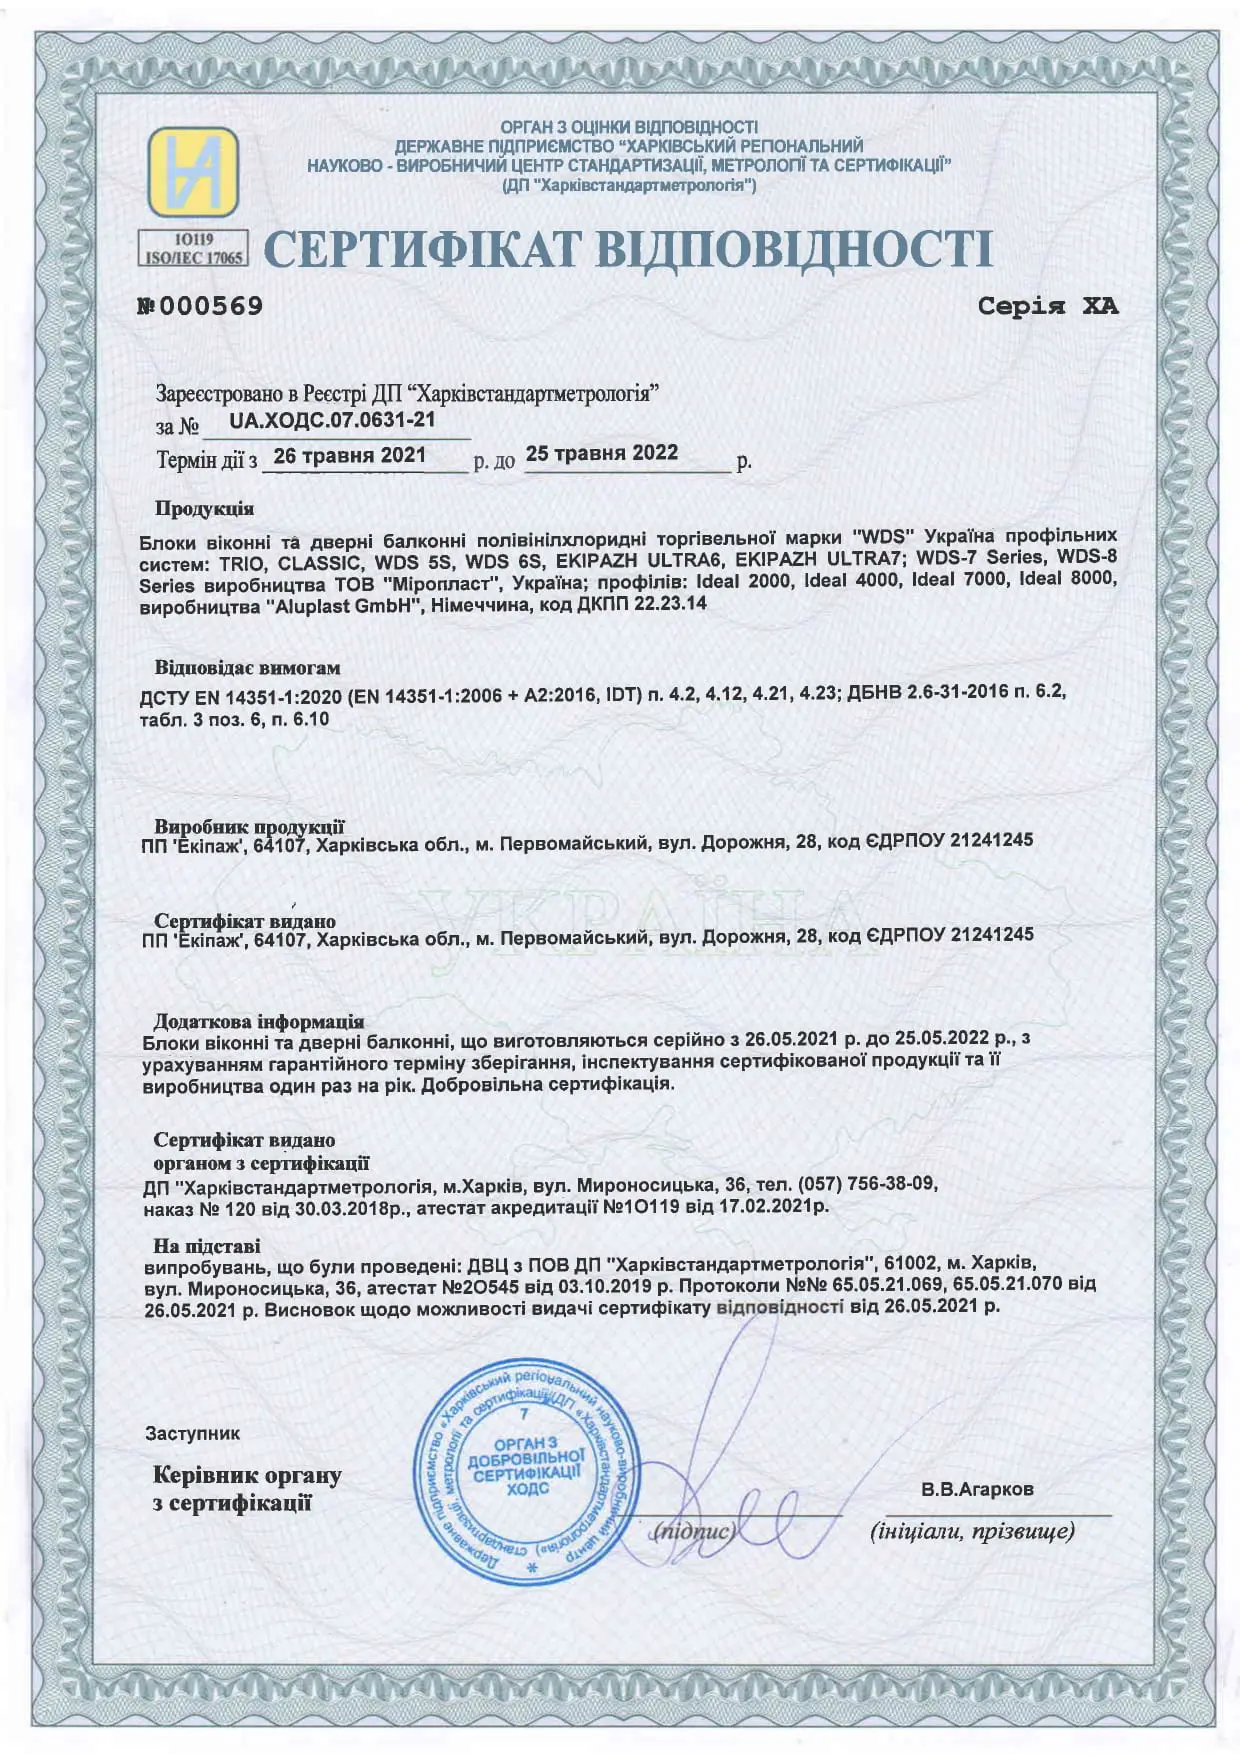 ОРГАН З ОЦІНКИ ВІДПОВІДНОСТІ
ДЕРЖАВНЕ ПІДПРИЄМСТВО “ХАРКІВСЬКИЙ РЕГІОНАЛЬНИЙ
НАУКОВО - ВИРОБНИЧИЙ ЦЕНТР СТАНДАРТИЗАЦІЇ, МЕТРОЛОГІЇ ТА СЕРТИФІКАЦІЇ”
(ДП "Харківстандартметрологія")
1О119
ISO/IEC 17065
СЕРТИФІКАТ ВІДПОВІДНОСТІ
№000569
Серія ХА
Зареєстровано в Реєстрі ДП “Харківстандартметрологія”
за № UA.ХОДС.07.0631-21
Термін дії з 26 травня 2021 р. до 25 травня 2022 р.
Продукція
Блоки віконні та дверні балконні полівінілхлоридні торгівельної марки "WDS" Україна профільних
систем: TRIO, CLASSIC, WDS 5S, WDS 6S, EKIPAZH ULTRA6, EKIPAZH ULTRA7; WDS-7 Series, WDS-8
Series виробництва ТОВ "Міропласт", Україна; профілів: Ideal 2000, Ideal 4000, Ideal 7000, Ideal 8000,
виробництва "Aluplast GmbH", Німеччина, код ДКПП 22.23.14
Відповідає вимогам
ДСТУ EN 14351-1:2020 (EN 14351-1:2006 + A2:2016, IDT) п. 4.2, 4.12, 4.21, 4.23; ДБНВ 2.6-31-2016 п. 6.2,
табл. 3 поз. 6, п. 6.10
Виробник продукції
ПП 'Екіпаж', 64107, Харківська обл., м. Первомайський, вул. Дорожня, 28, код ЄДРПОУ 21241245
УКРАЇНА
Сертифікат видано
ПП 'Екіпаж', 64107, Харківська обл., м. Первомайський, вул. Дорожня, 28, код ЄДРПОУ 21241245
Додаткова інформація
Блоки віконні та дверні балконні, що виготовляються серійно з 26.05.2021 р. до 25.05.2022 р., з
урахуванням гарантійного терміну зберігання, інспектування сертифікованої продукції та її
виробництва один раз на рік. Добровільна сертифікація.
Сертифікат видано
органом з сертифікації
ДП "Харківстандартметрологія, м.Харків, вул. Мироносицька, 36, тел. (057) 756-38-09,
наказ № 120 від 30.03.2018р., атестат акредитації №1О119 від 17.02.2021р.
На підставі
випробувань, що були проведені: ДВЦ з ПОВ ДП "Харківстандартметрологія", 61002, м. Харків,
вул. Мироносицька, 36, атестат №2О545 від 03.10.2019 р. Протоколи №№ 65.05.21.069, 65.05.21.070 від
26.05.2021 р. Висновок щодо можливості видачі сертифікату відповідності від 26.05.2021 р.
Державне підприємство «Харківський регіональний науково-виробничий центр
стандартизації, метрології та сертифікації» (ДП «Харківстандартметрологія»)
7
ОРГАН З
ДОБРОВІЛЬНОЇ
СЕРТИФІКАЦІЇ
ХОДС
Заступник
Керівник органу
з сертифікації
В.В.Агарков
(підпис)
(ініціали, прізвище)